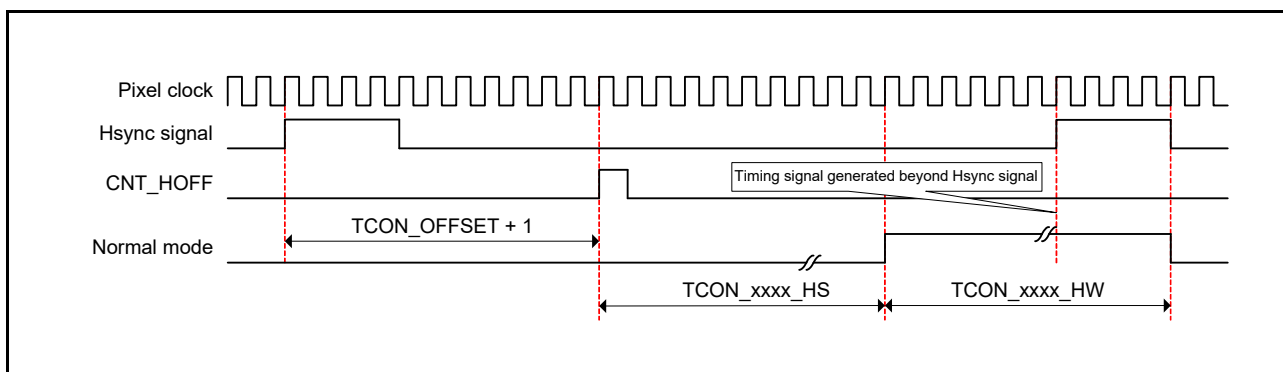 Pixel clock
Hsync signal
CNT_HOFF
Timing signal generated beyond Hsync signal
TCON_OFFSET + 1
Normal mode
TCON_xxxx_HS
TCON_xxxx_HW